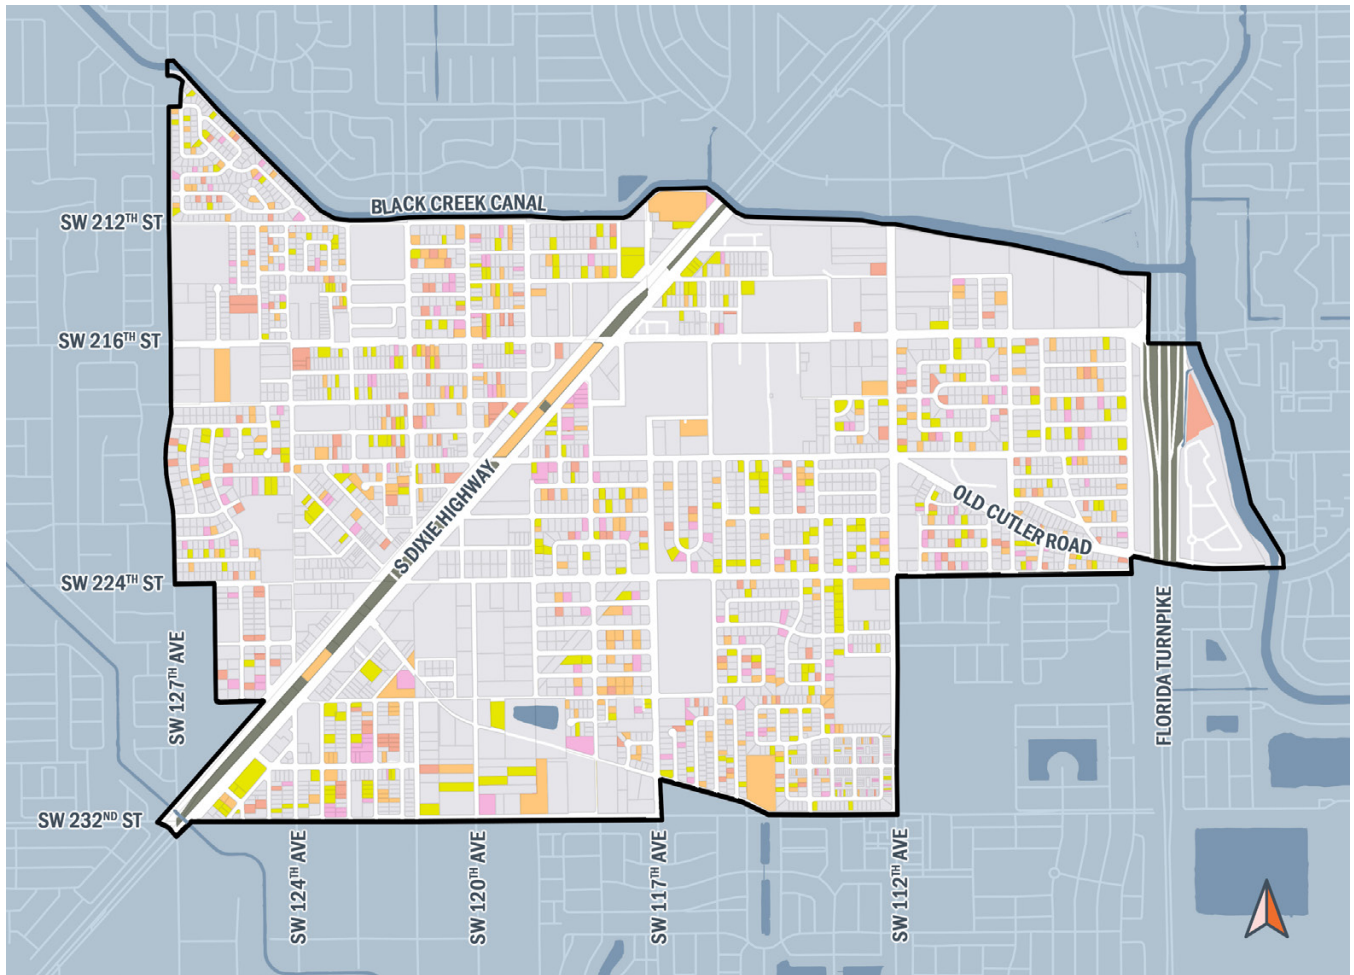 BLACK CREEK CANAL
SW 212TH ST
SW 216TH ST
S DIXIE HIGHWAY
OLD CUTLER ROAD
SW 224TH ST
FLORIDA TURNPIKE
SW 127TH AVE
SW 232ND ST
SW 124TH AVE
SW 120TH AVE
SW 117TH AVE
SW 112TH AVE